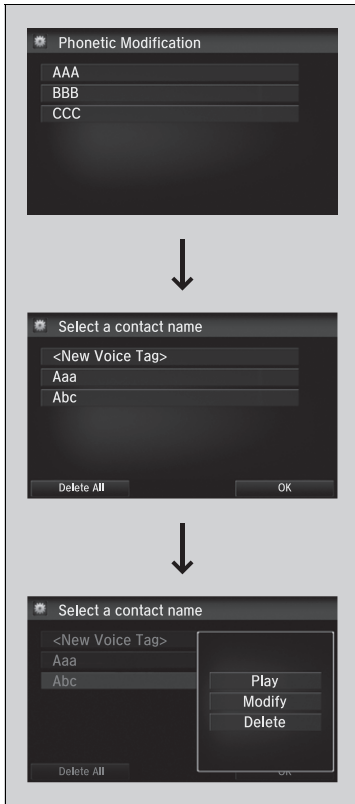 Phonetic Modification
AAA
BBB
CCC
Select a contact name
<New Voice Tag>
Aaa
Abc
Delete All OK
Select a contact name
<New Voice Tag>
Aaa
Abc
Play
Modify
Delete
Delete All OK